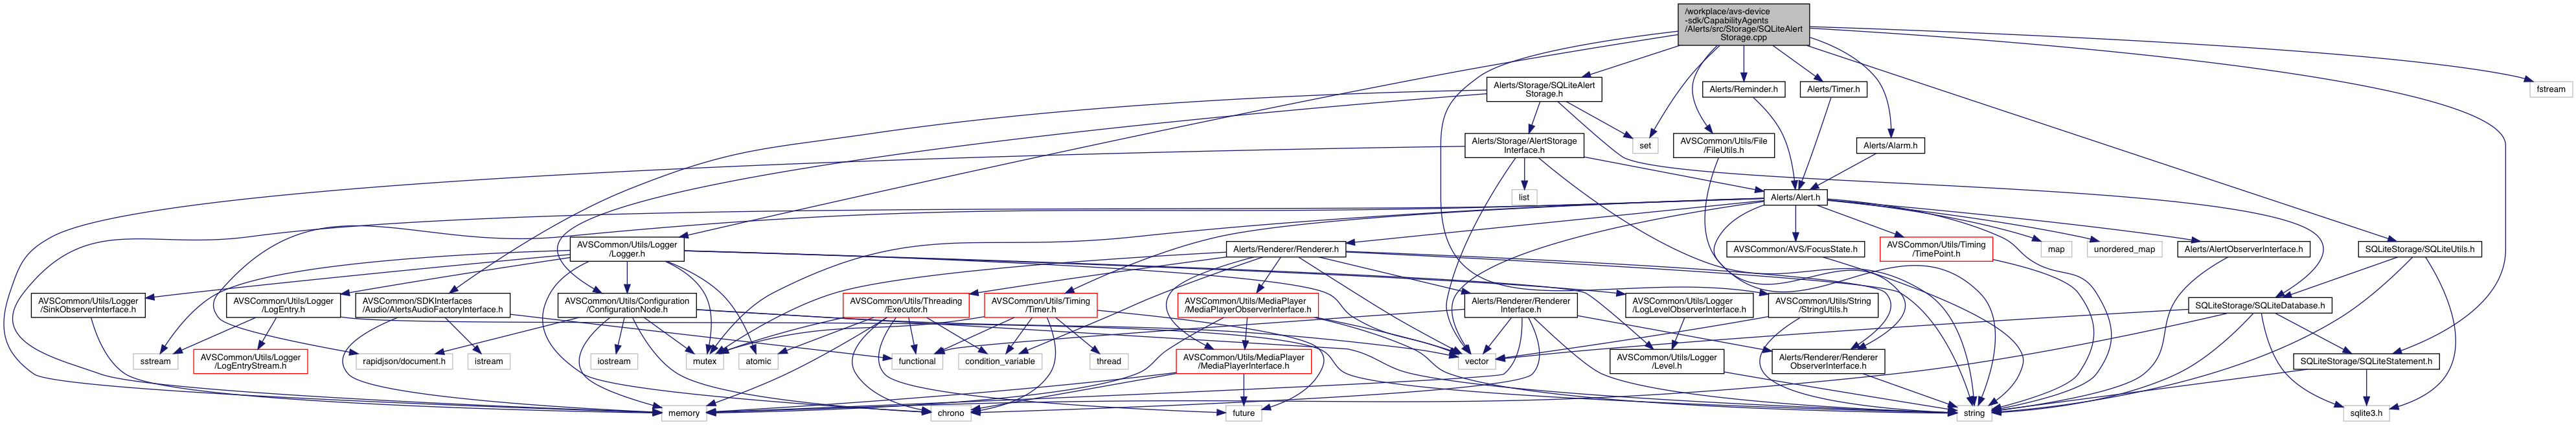 /workplace/avs-device
-sdk/CapabilityAgents
/Alerts/src/Storage/SQLiteAlert
Storage.cpp
Alerts/Storage/SQLiteAlert
Storage.h
Alerts/Reminder.h
Alerts/Timer.h
fstream
Alerts/Storage/AlertStorage
Interface.h
set
AVSCommon/Utils/File
/FileUtils.h
Alerts/Alarm.h
list
Alerts/Alert.h
AVSCommon/Utils/Logger
/Logger.h
Alerts/Renderer/Renderer.h
AVSCommon/AVS/FocusState.h
AVSCommon/Utils/Timing
/TimePoint.h
map
unordered_map
Alerts/AlertObserverInterface.h
SQLiteStorage/SQLiteUtils.h
AVSCommon/Utils/Logger
/SinkObserverInterface.h
AVSCommon/Utils/Logger
/LogEntry.h
AVSCommon/SDKInterfaces
/Audio/AlertsAudioFactoryInterface.h
AVSCommon/Utils/Configuration
/ConfigurationNode.h
AVSCommon/Utils/Threading
/Executor.h
AVSCommon/Utils/Timing
/Timer.h
AVSCommon/Utils/MediaPlayer
/MediaPlayerObserverInterface.h
Alerts/Renderer/Renderer
Interface.h
AVSCommon/Utils/Logger
/LogLevelObserverInterface.h
AVSCommon/Utils/String
/StringUtils.h
SQLiteStorage/SQLiteDatabase.h
sstream
AVSCommon/Utils/Logger
/LogEntryStream.h
rapidjson/document.h
istream
iostream
mutex
atomic
functional
condition_variable
thread
AVSCommon/Utils/MediaPlayer
/MediaPlayerInterface.h
vector
AVSCommon/Utils/Logger
/Level.h
Alerts/Renderer/Renderer
ObserverInterface.h
SQLiteStorage/SQLiteStatement.h
memory
chrono
future
string
sqlite3.h